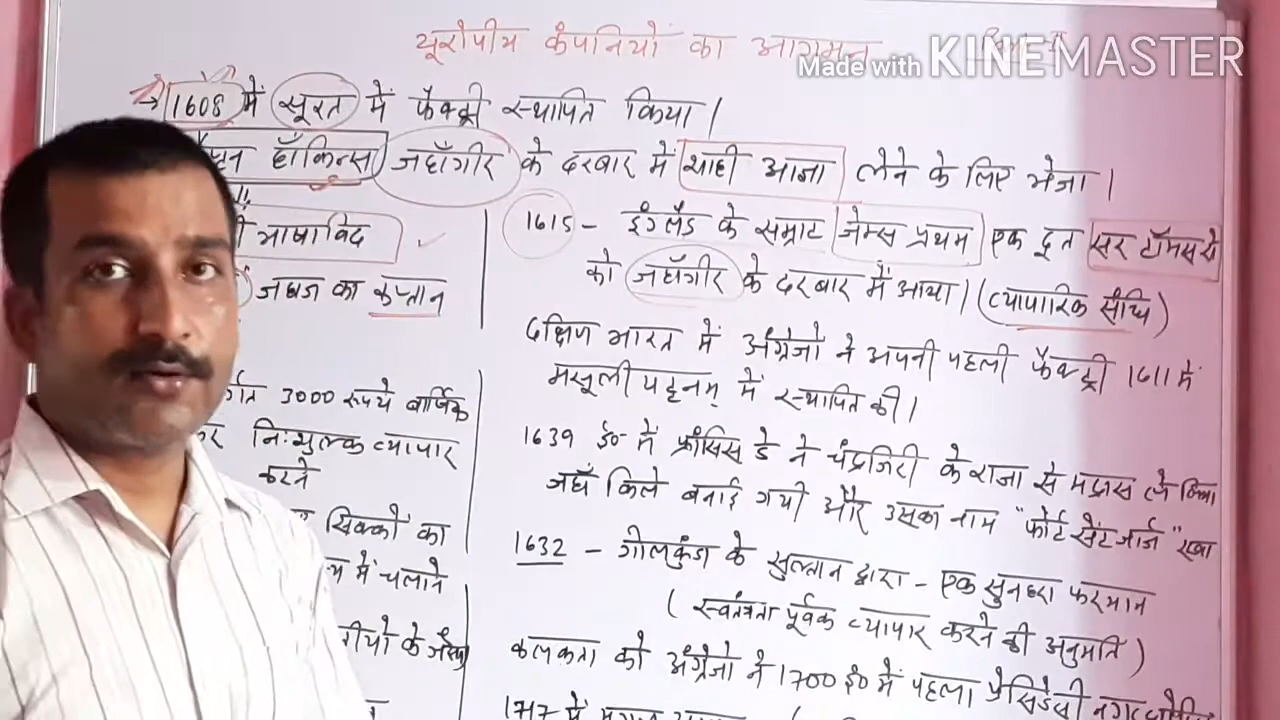 यूरोपीय कंपनियों का आगमन
Made with KINEMASTER
→ 1608 में सूरत में फैक्ट्री स्थापित किया।
हॉकिन्स जहाँगीर के दरबार में शाही आज्ञा लेने के लिए भेजा।
भाषाविद
जहाज का कप्तान
3000 रूपये वार्षिक
निःशुल्क व्यापार
करने
सिक्कों का
में चलाने
के
1615 - इंग्लैंड के सम्राट जेम्स प्रथम एक दूत सर टॉमस रो
को जहाँगीर के दरबार में आया। (व्यापारिक संधि)
दक्षिण भारत में अंग्रेजो ने अपनी पहली फैक्ट्री 1611 में
मसूलीपट्टनम् में स्थापित की।
1639 ई० में फ्रांसिस डे ने चंद्रगिरी के राजा से मद्रास ले लिया
जहाँ किले बनाई गयी और उसका नाम "फोर्ट सेंट जॉर्ज" रखा
1632 - गोलकुंडा के सुल्तान द्वारा - एक सुनहरा फरमान
(स्वतंत्रता पूर्वक व्यापार करने की अनुमति)
कलकता को अंग्रेजो ने 1700 ई० में पहला प्रेसिडेंसी नगर
1717 में मुगल